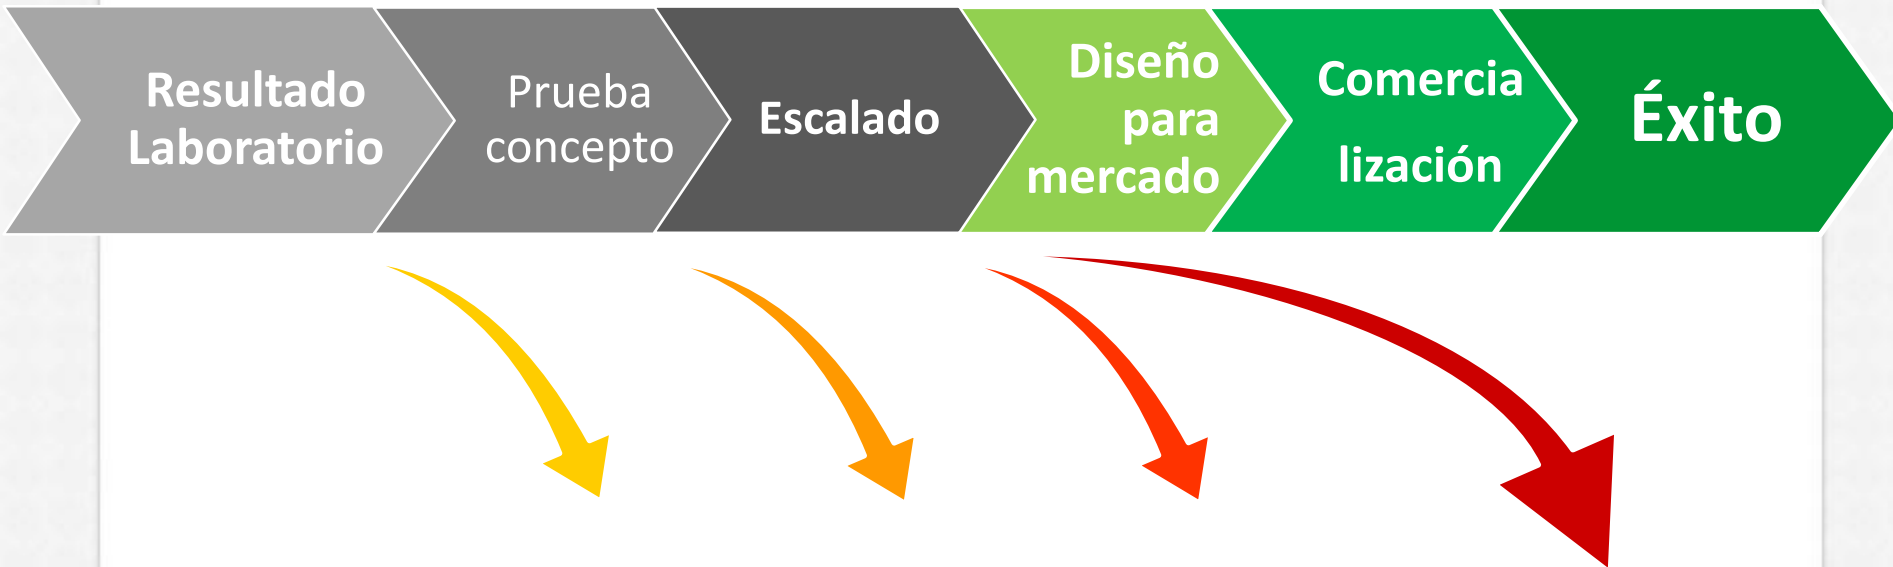 Resultado
Laboratorio
Prueba
concepto
Escalado
Diseño
para
mercado
Comercia
lización
Éxito